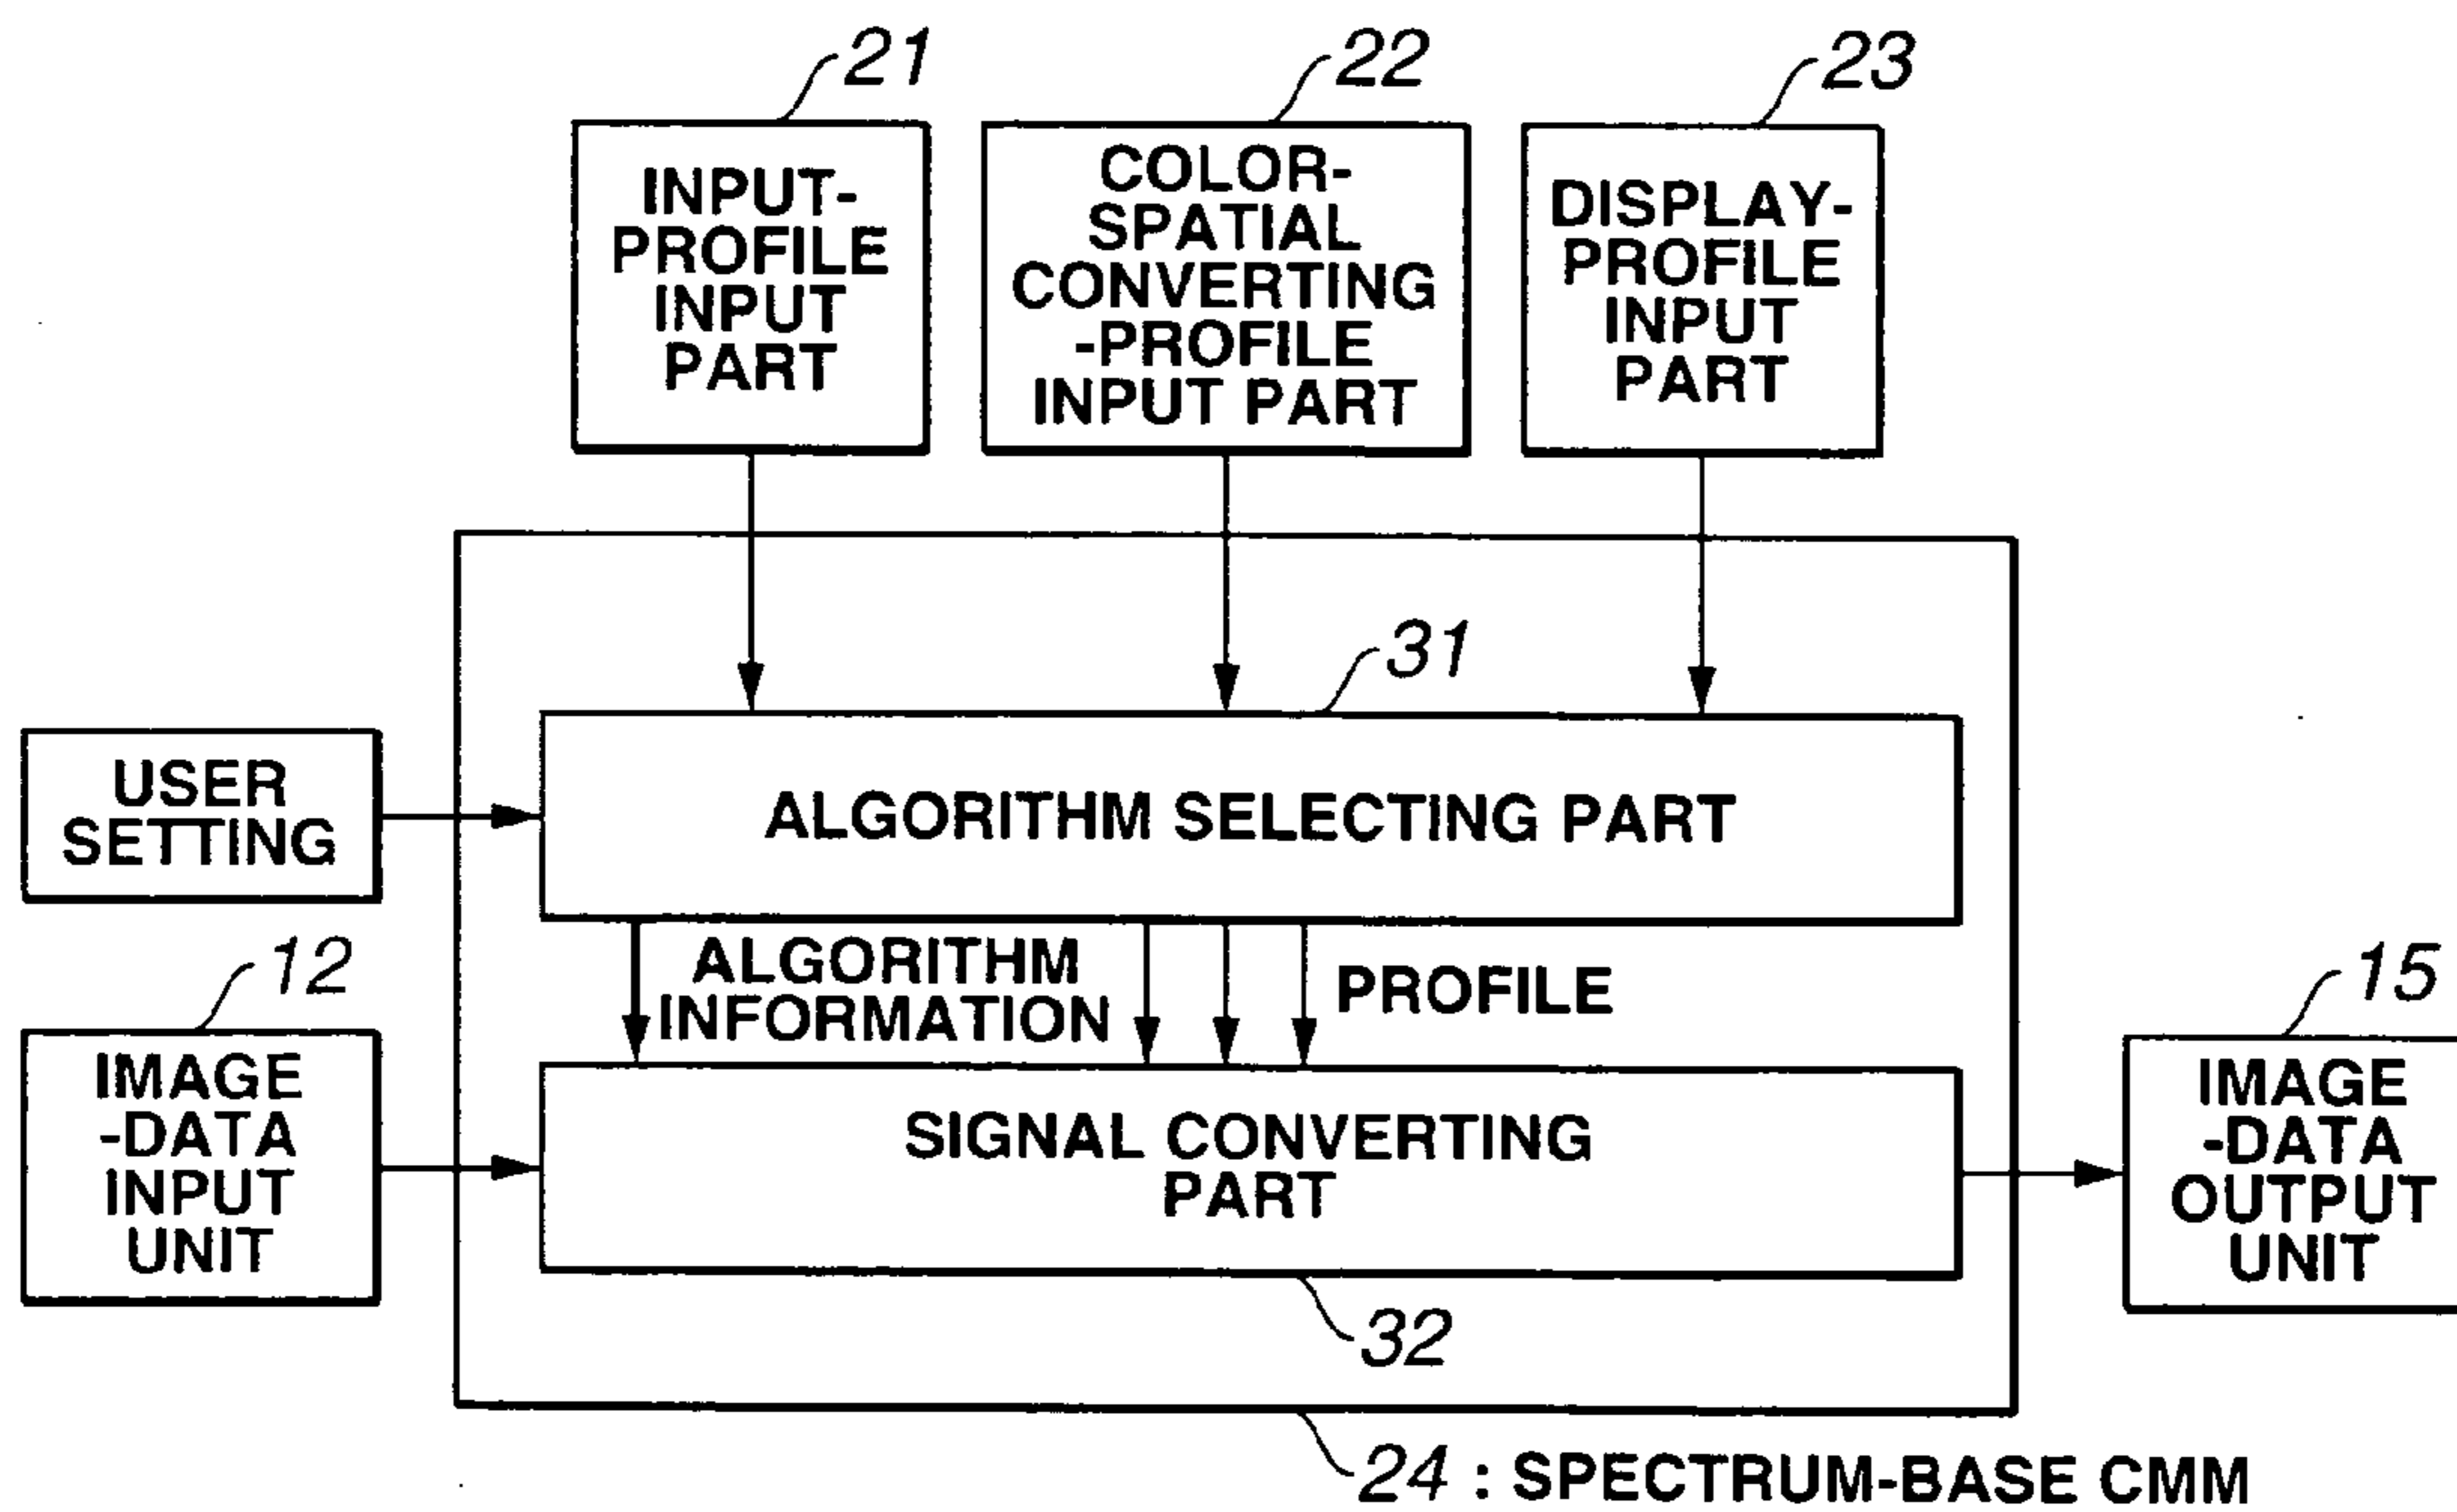 21
22
23
INPUT-
PROFILE
INPUT
PART
COLOR-
SPATIAL
CONVERTING
-PROFILE
INPUT PART
DISPLAY-
PROFILE
INPUT
PART
31
USER
SETTING
ALGORITHM SELECTING PART
12
ALGORITHM
INFORMATION
PROFILE
15
IMAGE
-DATA
INPUT
UNIT
SIGNAL CONVERTING
PART
IMAGE
-DATA
OUTPUT
UNIT
32
24 : SPECTRUM-BASE CMM